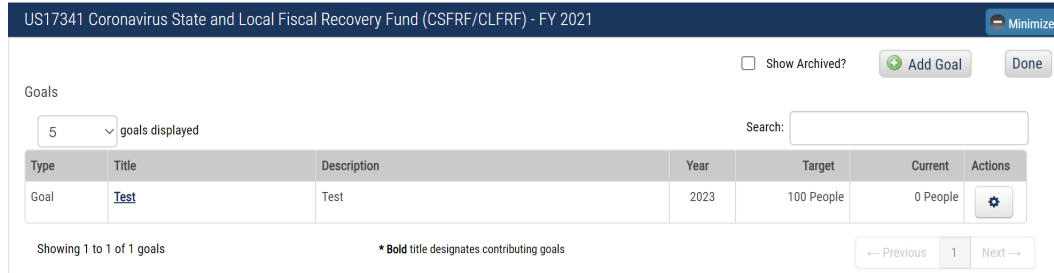 US17341 Coronavirus State and Local Fiscal Recovery Fund (CSFRF/CLFRF) - FY 2021 Minimize
Show Archived? Add Goal Done
Goals
5 goals displayed Search:
Type Title Description Year Target Current Actions
Goal Test Test 2023 100 People 0 People
Showing 1 to 1 of 1 goals * Bold title designates contributing goals ← Previous 1 Next →